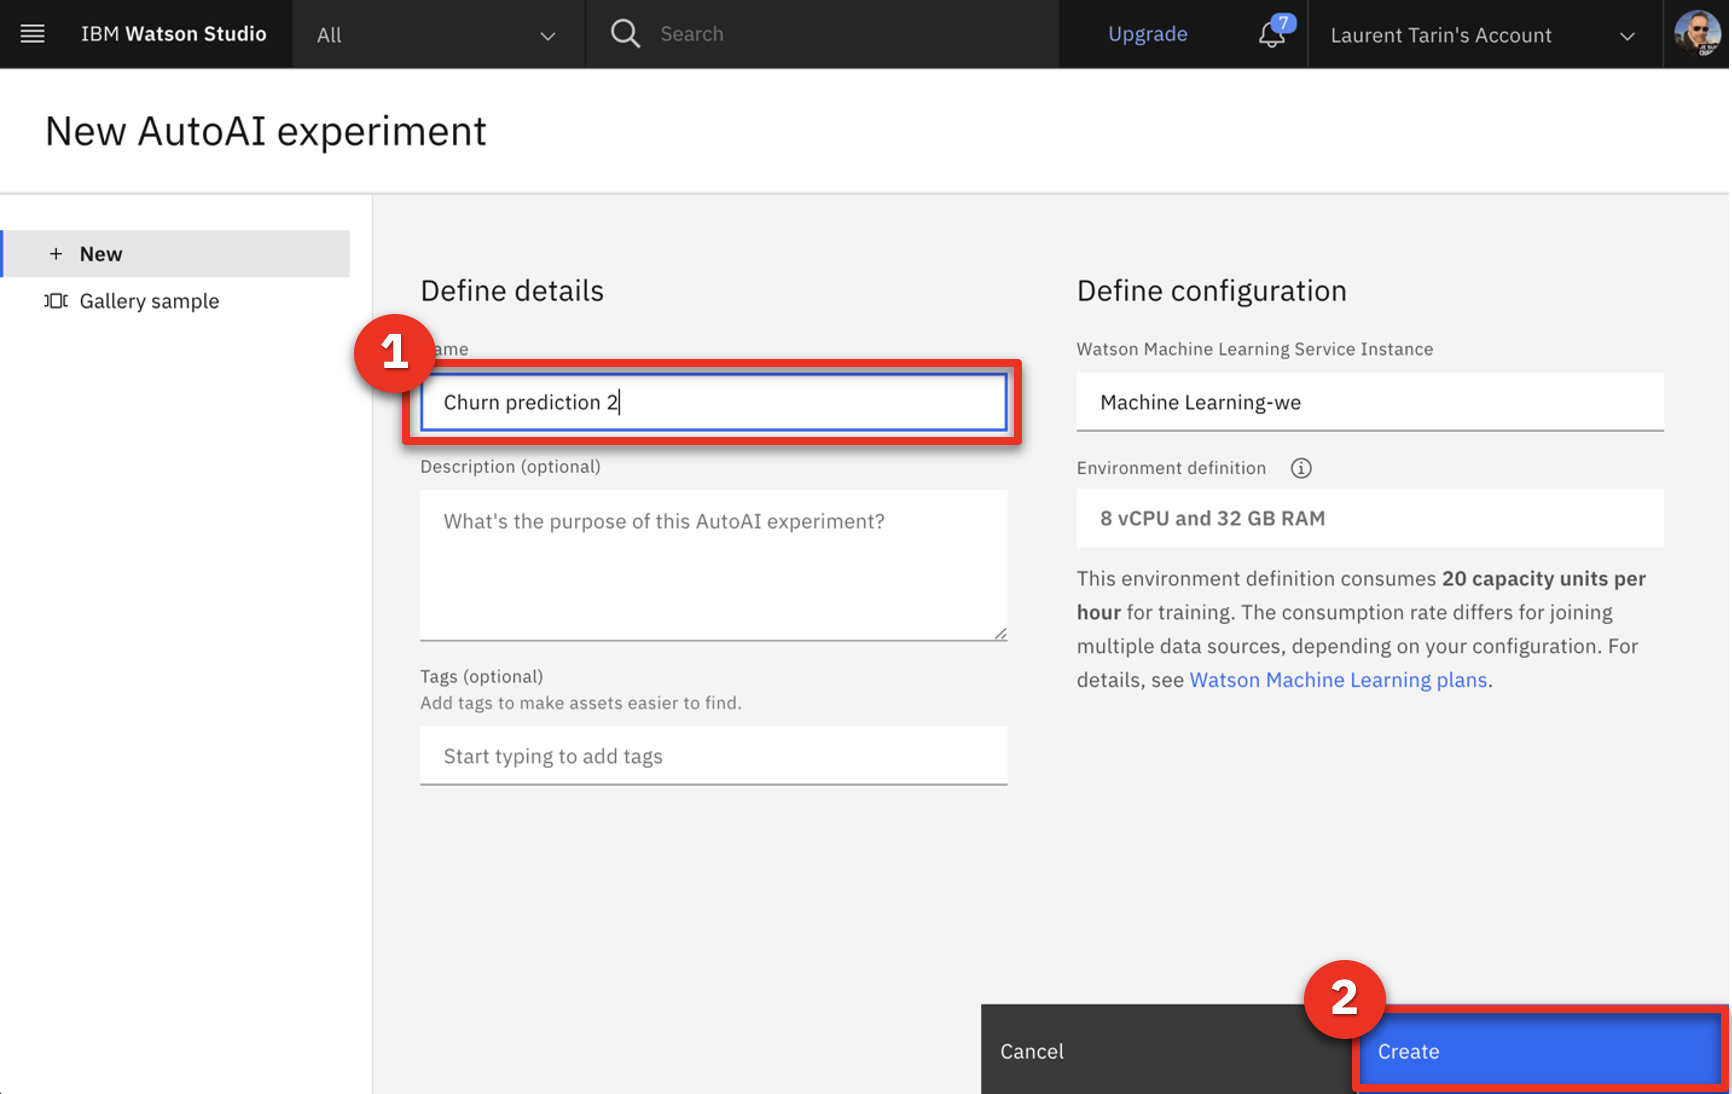 IBM Watson Studio
All
Search
Upgrade
7
Laurent Tarin's Account
New AutoAI experiment
+ New
Gallery sample
Define details
1
ame
Churn prediction 2
Description (optional)
What's the purpose of this AutoAI experiment?
Tags (optional)
Add tags to make assets easier to find.
Start typing to add tags
Define configuration
Watson Machine Learning Service Instance
Machine Learning-we
Environment definition
8 vCPU and 32 GB RAM
This environment definition consumes 20 capacity units per
hour for training. The consumption rate differs for joining
multiple data sources, depending on your configuration. For
details, see Watson Machine Learning plans.
Cancel
2
Create